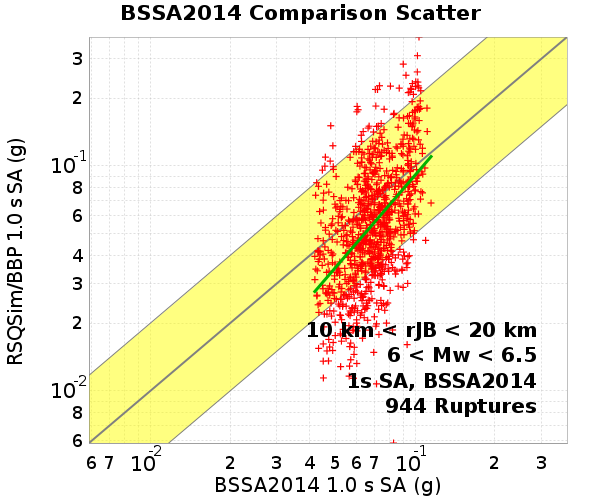 BSSA2014 Comparison Scatter
RSQSim/BBP 1.0 s SA (g)
3
2
10-1
8
6
4
3
2
10-2
8
6
10 km < rJB < 20 km
6 < Mw < 6.5
1s SA, BSSA2014
944 Ruptures
6 7 10-2 2 3 4 5 6 7 10-1 2 3
BSSA2014 1.0 s SA (g)